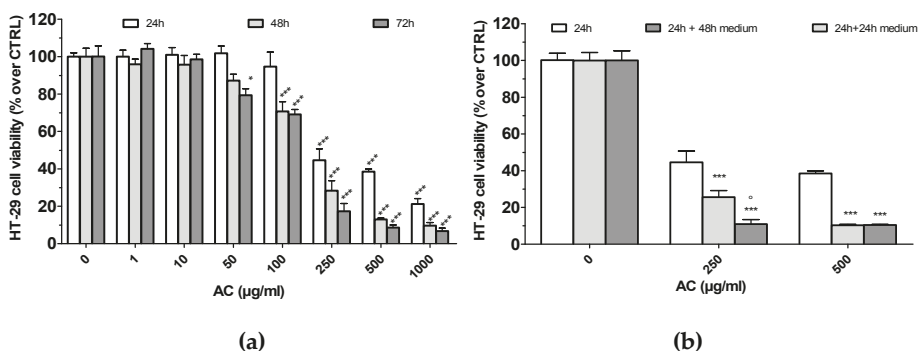 24h 48h 72h
HT-29 cell viability (% over CTRL)
120
100
80
60
40
20
0
* *** *** *** *** *** *** *** *** *** *** ***
0 1 10 50 100 250 500 1000
AC (µg/ml)
(a)
24h 24h + 48h medium 24h+24h medium
HT-29 cell viability (% over CTRL)
120
100
80
60
40
20
0
°
*** *** *** ***
0 250 500
AC (µg/ml)
(b)